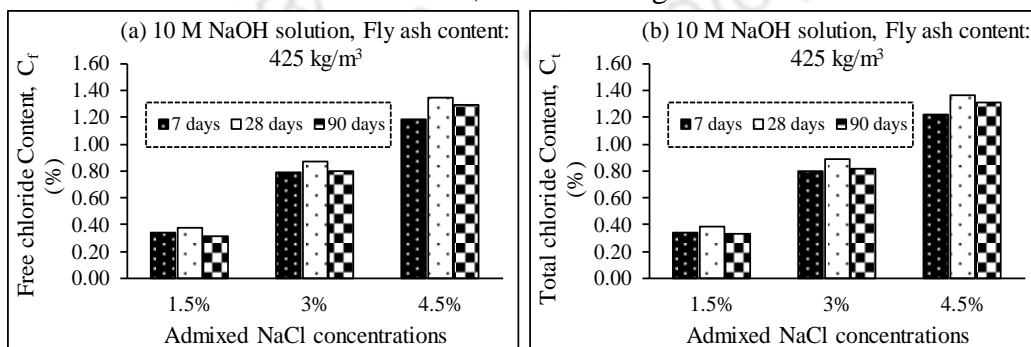 (a) 10 M NaOH solution, Fly ash content:
425 kg/m³
Free chloride Content, C_f
(%)
1.60
1.40
1.20
1.00
0.80
0.60
0.40
0.20
0.00
7 days 28 days 90 days
1.5% 3% 4.5%
Admixed NaCl concentrations
(b) 10 M NaOH solution, Fly ash content:
425 kg/m³
Total chloride Content, C_t
(%)
1.60
1.40
1.20
1.00
0.80
0.60
0.40
0.20
0.00
7 days 28 days 90 days
1.5% 3% 4.5%
Admixed NaCl concentrations